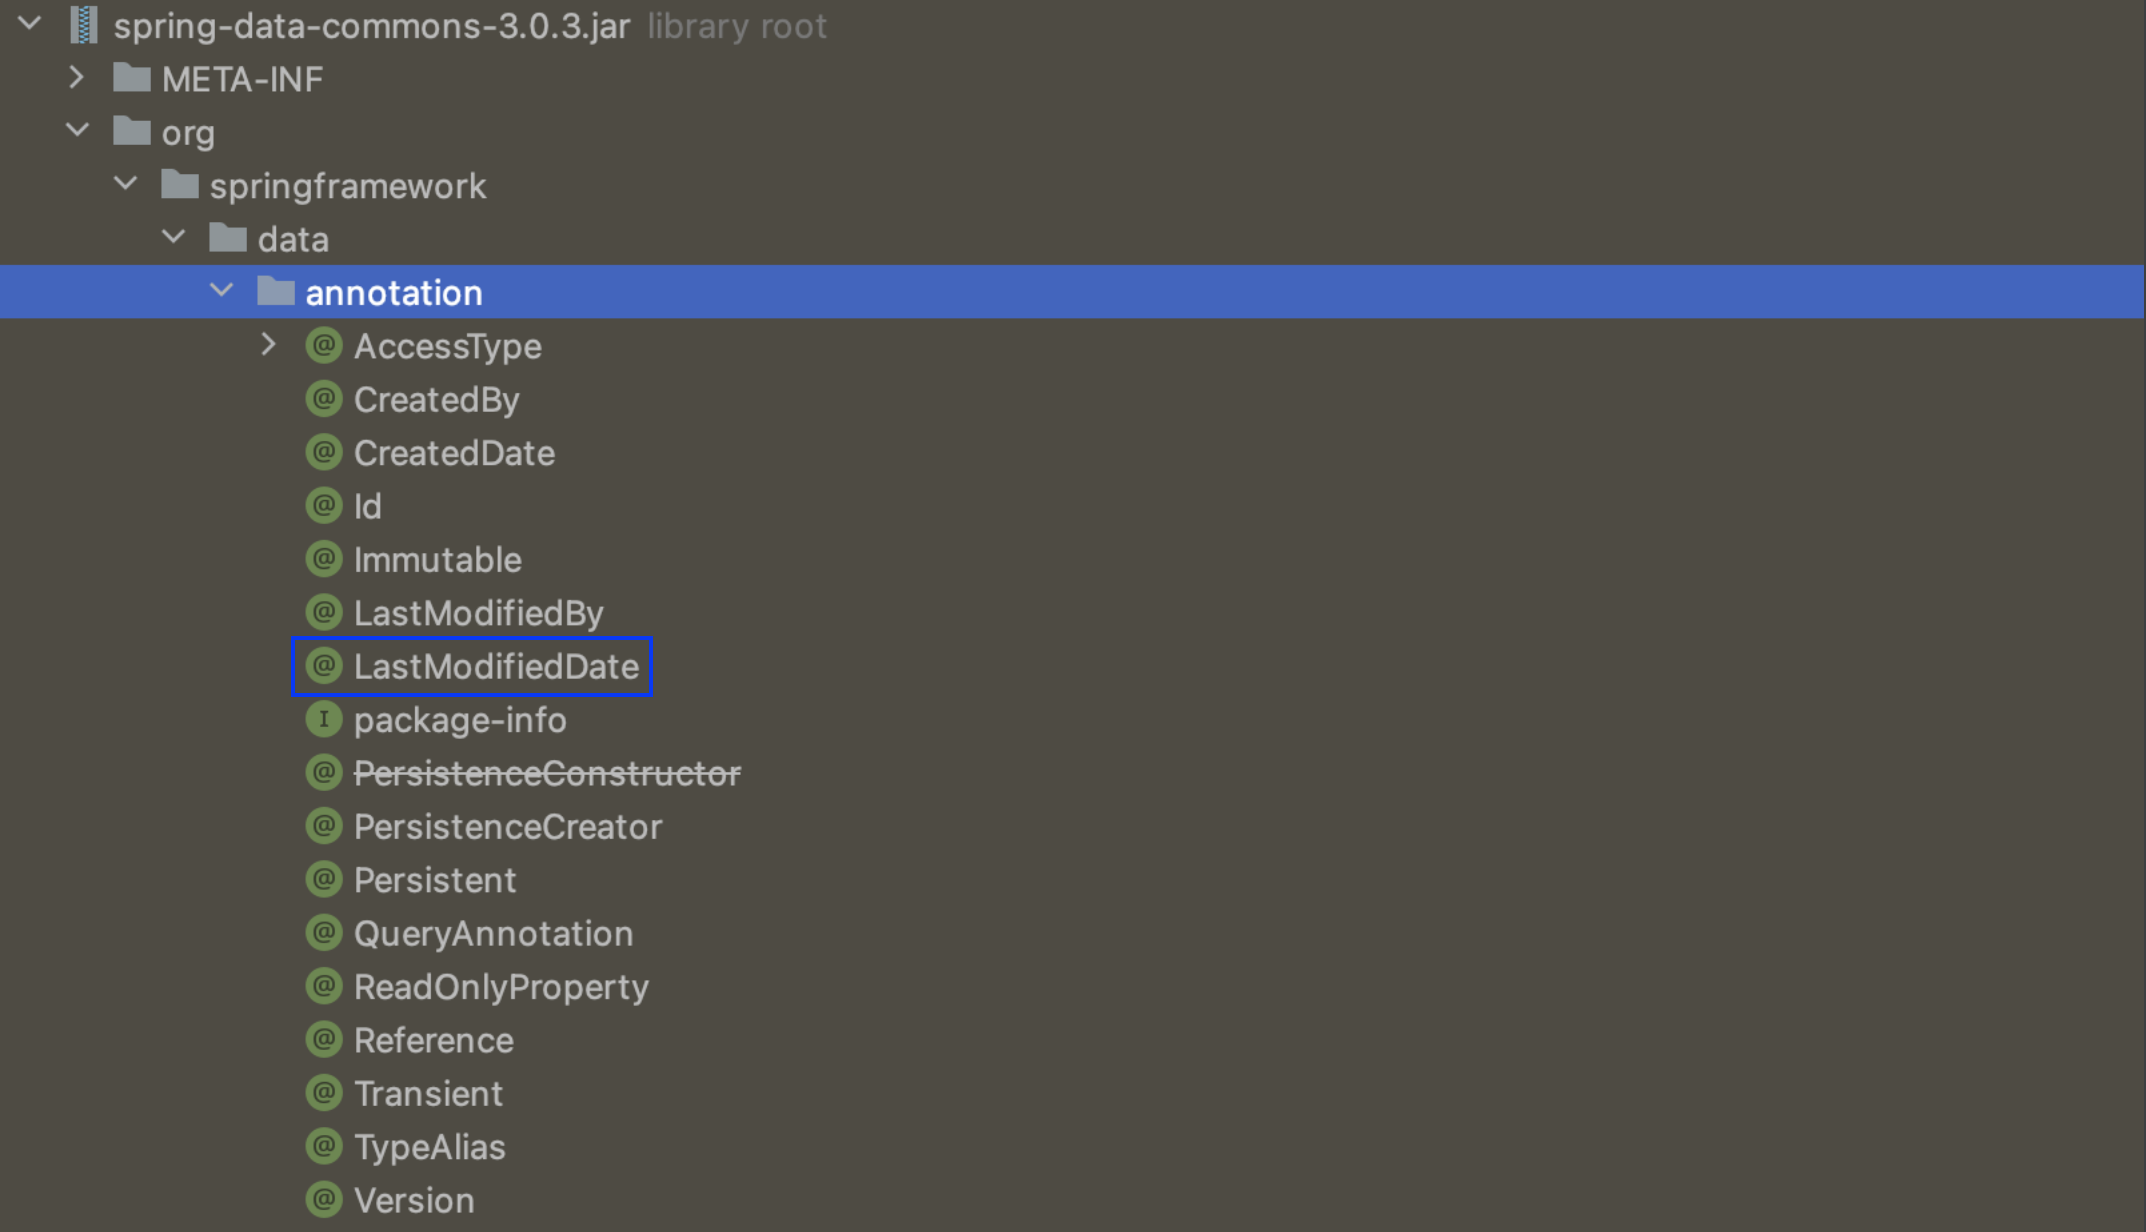 spring-data-commons-3.0.3.jar library root
META-INF
org
springframework
data
annotation
@ AccessType
@ CreatedBy
@ CreatedDate
@ Id
@ Immutable
@ LastModifiedBy
@ LastModifiedDate
I package-info
@ PersistenceConstructor
@ PersistenceCreator
@ Persistent
@ QueryAnnotation
@ ReadOnlyProperty
@ Reference
@ Transient
@ TypeAlias
@ Version